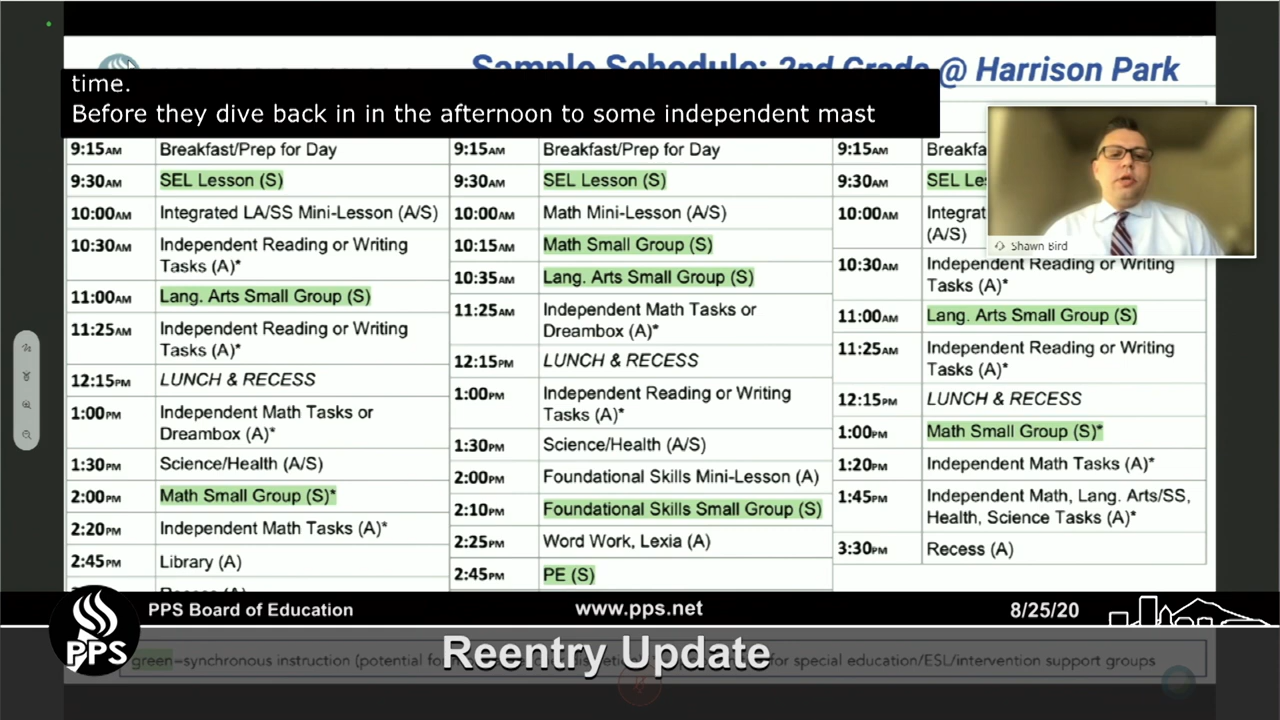 Sample Schedule: 2nd Grade @ Harrison Park
time.
Before they dive back in in the afternoon to some independent mast
9:15AM Breakfast/Prep for Day
9:30AM SEL Lesson (S)
10:00AM Integrated LA/SS Mini-Lesson (A/S)
10:30AM Independent Reading or Writing
Tasks (A)*
11:00AM Lang. Arts Small Group (S)
11:25AM Independent Reading or Writing
Tasks (A)*
12:15PM LUNCH & RECESS
1:00PM Independent Math Tasks or
Dreambox (A)*
1:30PM Science/Health (A/S)
2:00PM Math Small Group (S)*
2:20PM Independent Math Tasks (A)*
2:45PM Library (A)
9:15AM Breakfast/Prep for Day
9:30AM SEL Lesson (S)
10:00AM Math Mini-Lesson (A/S)
10:15AM Math Small Group (S)
10:35AM Lang. Arts Small Group (S)
11:25AM Independent Math Tasks or
Dreambox (A)*
12:15PM LUNCH & RECESS
1:00PM Independent Reading or Writing
Tasks (A)*
1:30PM Science/Health (A/S)
2:00PM Foundational Skills Mini-Lesson (A)
2:10PM Foundational Skills Small Group (S)
2:25PM Word Work, Lexia (A)
2:45PM PE (S)
9:15AM
9:30AM SEL
10:00AM
(A/S)
10:30AM Independent Reading or Writing
Tasks (A)*
11:00AM Lang. Arts Small Group (S)
11:25AM Independent Reading or Writing
Tasks (A)*
12:15PM LUNCH & RECESS
1:00PM Math Small Group (S)*
1:20PM Independent Math Tasks (A)*
1:45PM Independent Math, Lang. Arts/SS,
Health, Science Tasks (A)*
3:30PM Recess (A)
Shawn Bird
PPS
PPS Board of Education www.pps.net 8/25/20
Reentry Update
green=synchronous instruction (potential for special education/ESL/intervention support groups